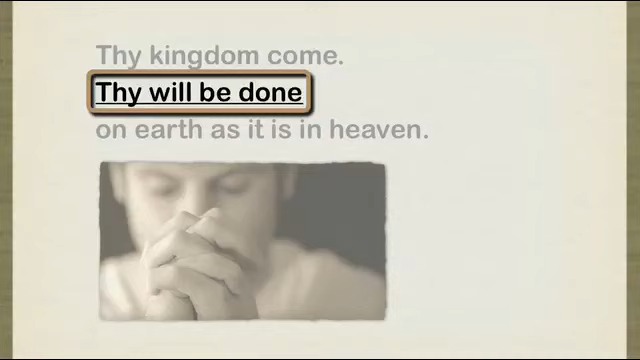 Thy kingdom come.
Thy will be done
on earth as it is in heaven.